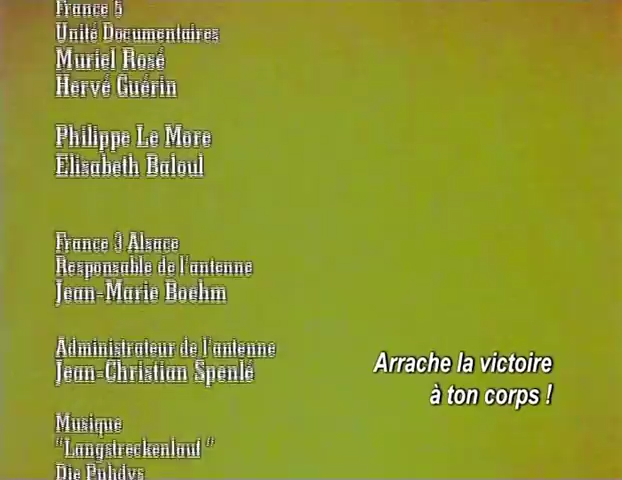 France 5
Unité Documentaires
Muriel Rosé
Hervé Guérin
Philippe Le More
Elisabeth Baloul
France 3 Alsace
Responsable de l'antenne
Jean-Marie Boehm
Administrateur de l'antenne
Jean-Christian Spenlé
Arrache la victoire
à ton corps !
Musique
"Langstreckenlauf"
Die Puhdys